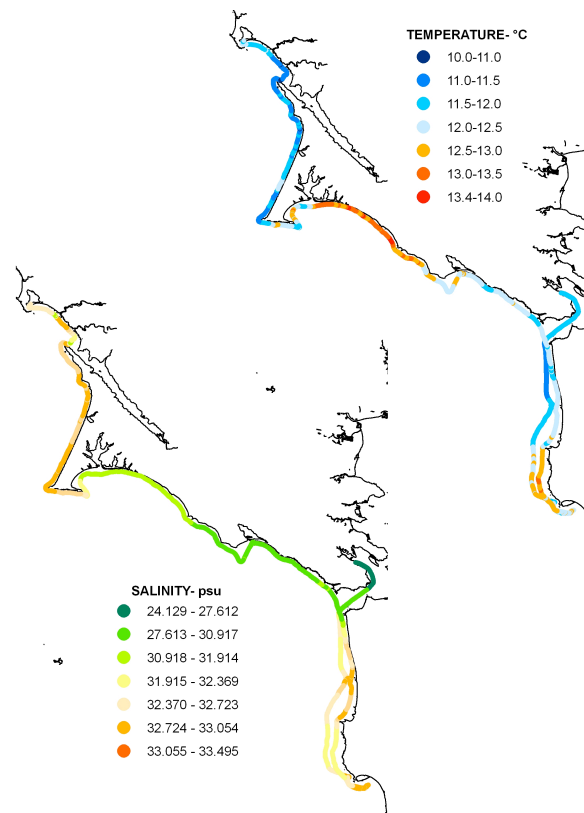 TEMPERATURE- °C
10.0-11.0
11.0-11.5
11.5-12.0
12.0-12.5
12.5-13.0
13.0-13.5
13.4-14.0
SALINITY- psu
24.129 - 27.612
27.613 - 30.917
30.918 - 31.914
31.915 - 32.369
32.370 - 32.723
32.724 - 33.054
33.055 - 33.495